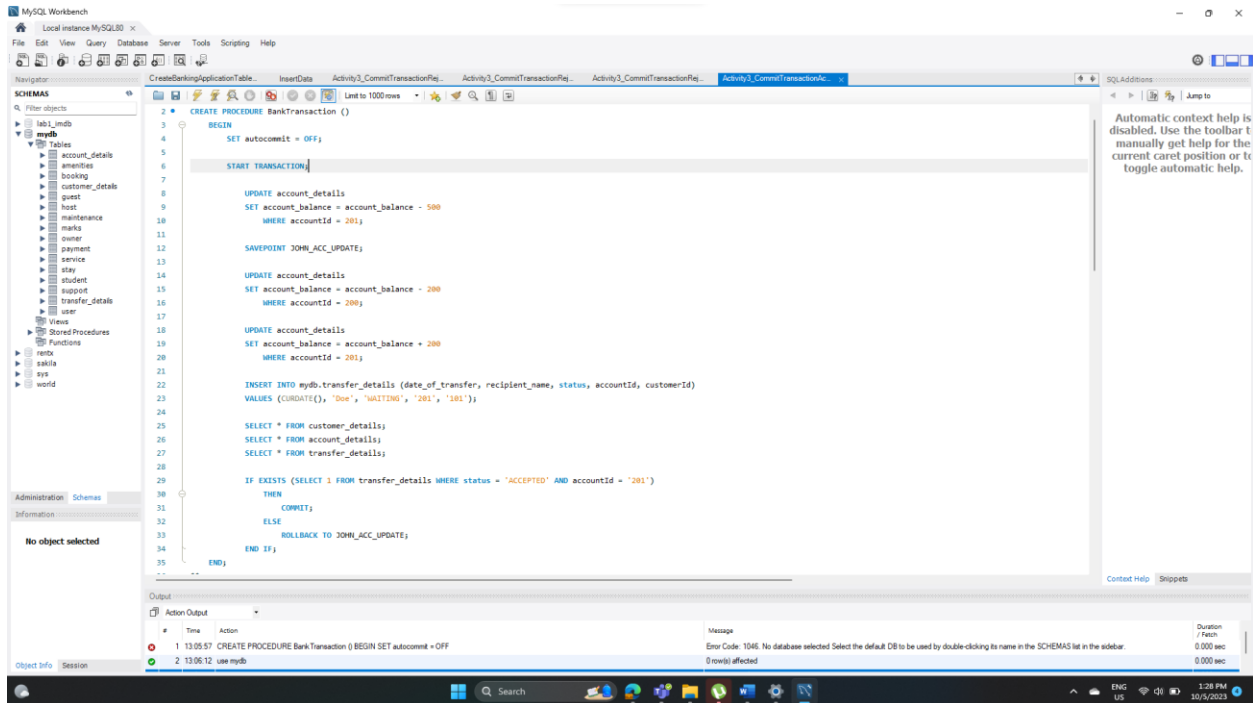 MySQL Workbench
Local instance MySQL80
File Edit View Query Database Server Tools Scripting Help
Navigator
SCHEMAS
Filter objects
lab1_imdb
mydb
Tables
account_details
amenities
booking
customer_details
guest
host
maintenance
marks
owner
payment
service
stay
student
support
transfer_details
user
Views
Stored Procedures
Functions
rentx
sakila
sys
world
Administration Schemas
Information
No object selected
Object Info Session
CreateBankingApplicationTable... InsertData Activity3_CommitTransactionRej... Activity3_CommitTransactionRej... Activity3_CommitTransactionRej... Activity3_CommitTransactionAc...
Limit to 1000 rows
2 CREATE PROCEDURE BankTransaction ()
3 BEGIN
4 SET autocommit = OFF;
5
6 START TRANSACTION;
7
8 UPDATE account_details
9 SET account_balance = account_balance - 500
10 WHERE accountId = 201;
11
12 SAVEPOINT JOHN_ACC_UPDATE;
13
14 UPDATE account_details
15 SET account_balance = account_balance - 200
16 WHERE accountId = 200;
17
18 UPDATE account_details
19 SET account_balance = account_balance + 200
20 WHERE accountId = 201;
21
22 INSERT INTO mydb.transfer_details (date_of_transfer, recipient_name, status, accountId, customerId)
23 VALUES (CURDATE(), 'Doe', 'WAITING', '201', '101');
24
25 SELECT * FROM customer_details;
26 SELECT * FROM account_details;
27 SELECT * FROM transfer_details;
28
29 IF EXISTS (SELECT 1 FROM transfer_details WHERE status = 'ACCEPTED' AND accountId = '201')
30 THEN
31 COMMIT;
32 ELSE
33 ROLLBACK TO JOHN_ACC_UPDATE;
34 END IF;
35 END;
SQLAdditions
Jump to
Automatic context help is
disabled. Use the toolbar t
manually get help for the
current caret position or to
toggle automatic help.
Context Help Snippets
Output
Action Output
# Time Action Message Duration / Fetch
1 13:05:57 CREATE PROCEDURE BankTransaction () BEGIN SET autocommit = OFF Error Code: 1046. No database selected Select the default DB to be used by double-clicking its name in the SCHEMAS list in the sidebar. 0.000 sec
2 13:06:12 use mydb 0 row(s) affected 0.000 sec
Search
ENG
US
1:28 PM
10/5/2023